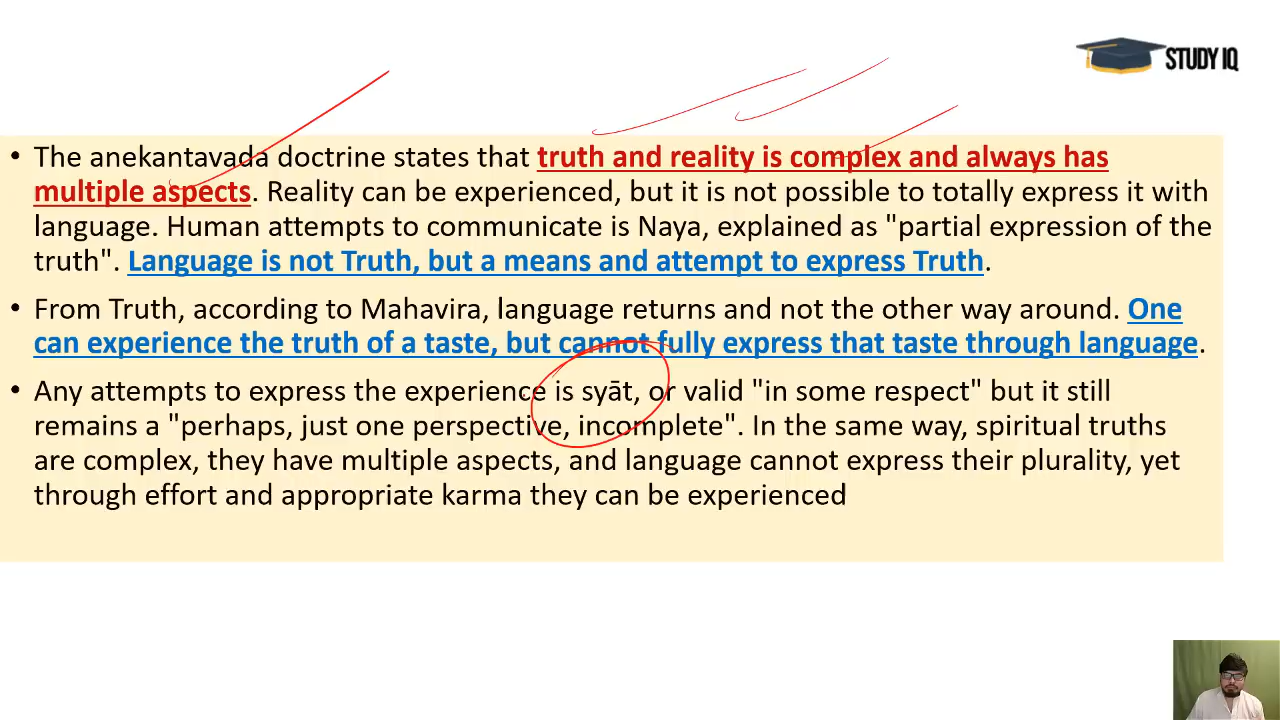 STUDY IQ
• The anekantavada doctrine states that truth and reality is complex and always has
multiple aspects. Reality can be experienced, but it is not possible to totally express it with
language. Human attempts to communicate is Naya, explained as "partial expression of the
truth". Language is not Truth, but a means and attempt to express Truth.
• From Truth, according to Mahavira, language returns and not the other way around. One
can experience the truth of a taste, but cannot fully express that taste through language.
• Any attempts to express the experience is syāt, or valid "in some respect" but it still
remains a "perhaps, just one perspective, incomplete". In the same way, spiritual truths
are complex, they have multiple aspects, and language cannot express their plurality, yet
through effort and appropriate karma they can be experienced